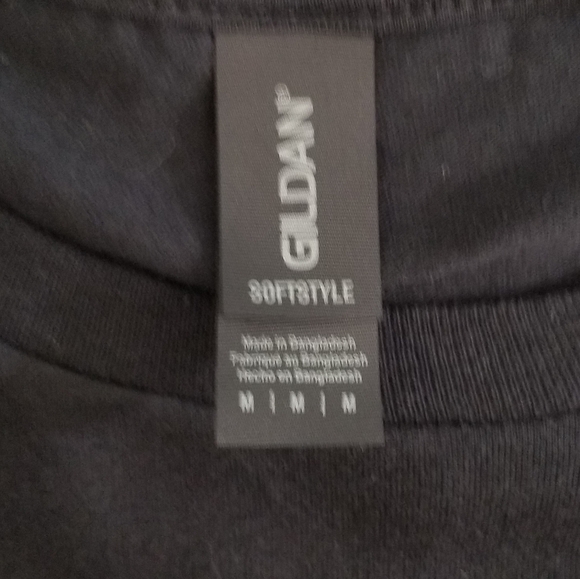 GILDAN®
SOFTSTYLE
Made in Bangladesh
Fabriqué au Bangladesh
Hecho en Bangladesh
M | M | M